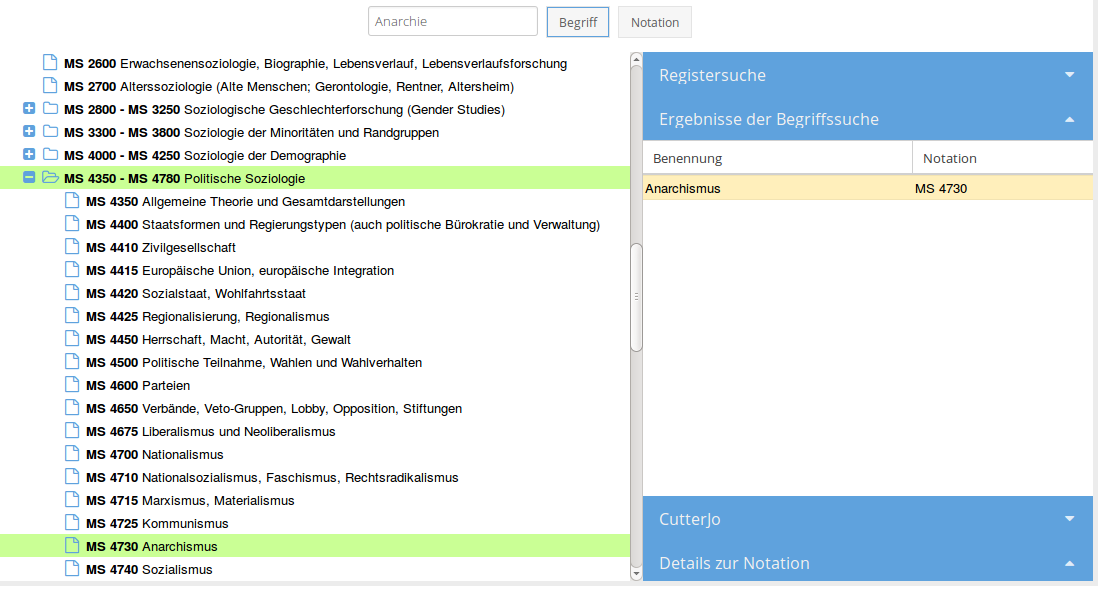 Anarchie
Begriff
Notation
MS 2600 Erwachsenensoziologie, Biographie, Lebensverlauf, Lebensverlaufsforschung
MS 2700 Alterssoziologie (Alte Menschen; Gerontologie, Rentner, Altersheim)
MS 2800 - MS 3250 Soziologische Geschlechterforschung (Gender Studies)
MS 3300 - MS 3800 Soziologie der Minoritäten und Randgruppen
MS 4000 - MS 4250 Soziologie der Demographie
MS 4350 - MS 4780 Politische Soziologie
MS 4350 Allgemeine Theorie und Gesamtdarstellungen
MS 4400 Staatsformen und Regierungstypen (auch politische Bürokratie und Verwaltung)
MS 4410 Zivilgesellschaft
MS 4415 Europäische Union, europäische Integration
MS 4420 Sozialstaat, Wohlfahrtsstaat
MS 4425 Regionalisierung, Regionalismus
MS 4450 Herrschaft, Macht, Autorität, Gewalt
MS 4500 Politische Teilnahme, Wahlen und Wahlverhalten
MS 4600 Parteien
MS 4650 Verbände, Veto-Gruppen, Lobby, Opposition, Stiftungen
MS 4675 Liberalismus und Neoliberalismus
MS 4700 Nationalismus
MS 4710 Nationalsozialismus, Faschismus, Rechtsradikalismus
MS 4715 Marxismus, Materialismus
MS 4725 Kommunismus
MS 4730 Anarchismus
MS 4740 Sozialismus
Registersuche
Ergebnisse der Begriffssuche
Benennung
Notation
Anarchismus
MS 4730
CutterJo
Details zur Notation